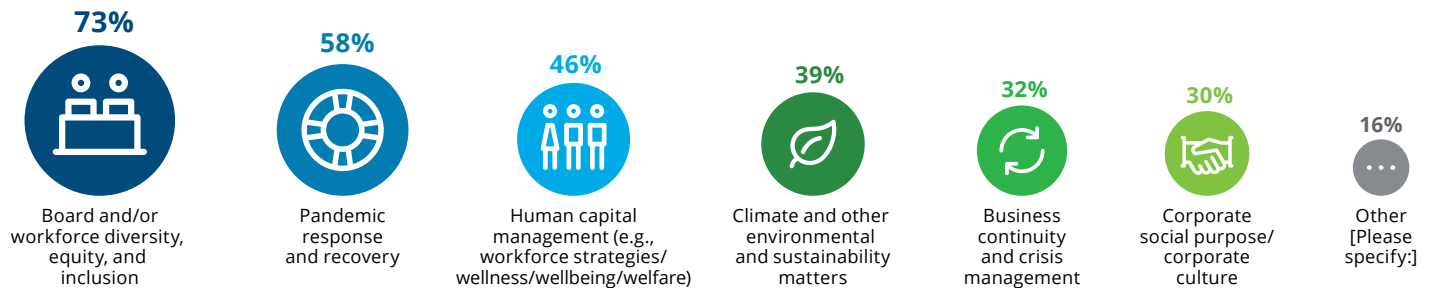 73%
Board and/or
workforce diversity,
equity, and
inclusion
58%
Pandemic
response
and recovery
46%
Human capital
management (e.g.,
workforce strategies/
wellness/wellbeing/welfare)
39%
Climate and other
environmental
and sustainability
matters
32%
Business
continuity
and crisis
management
30%
Corporate
social purpose/
corporate
culture
16%
Other
[Please
specify:]